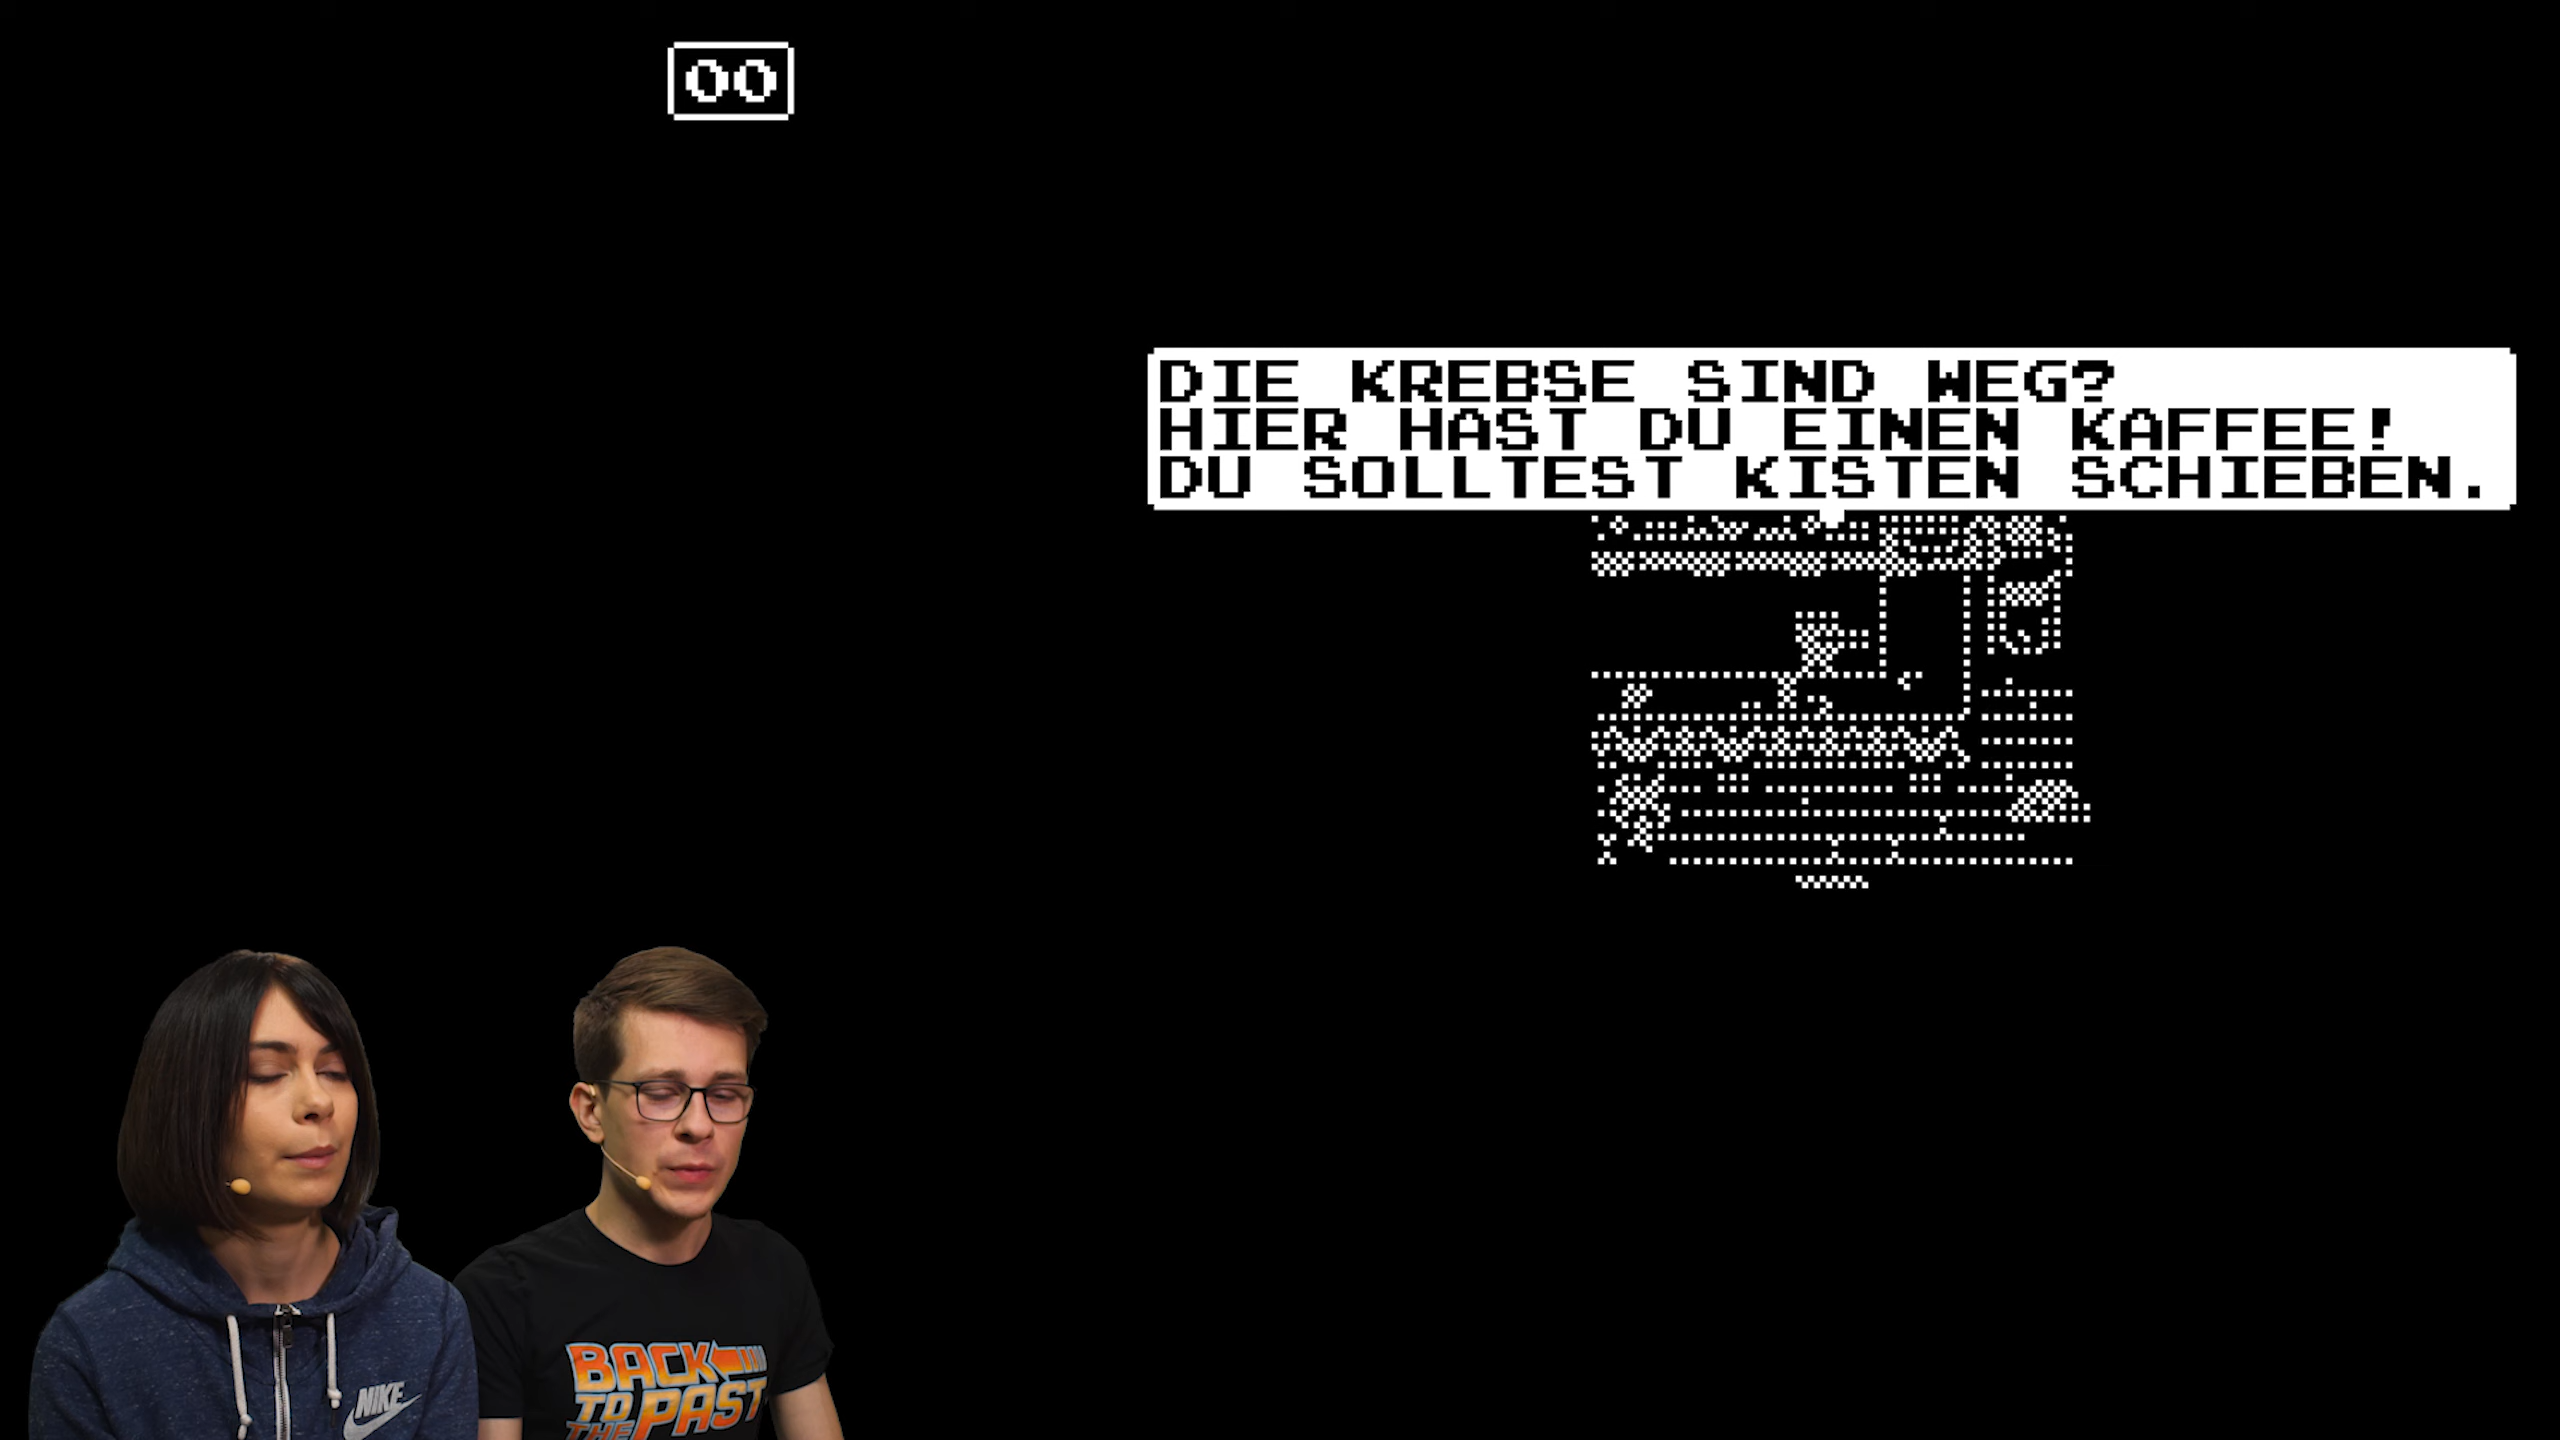 00
DIE KREBSE SIND WEG?
HIER HAST DU EINEN KAFFEE!
DU SOLLTEST KISTEN SCHIEBEN.
NIKE
BACK
TO
THE PAST